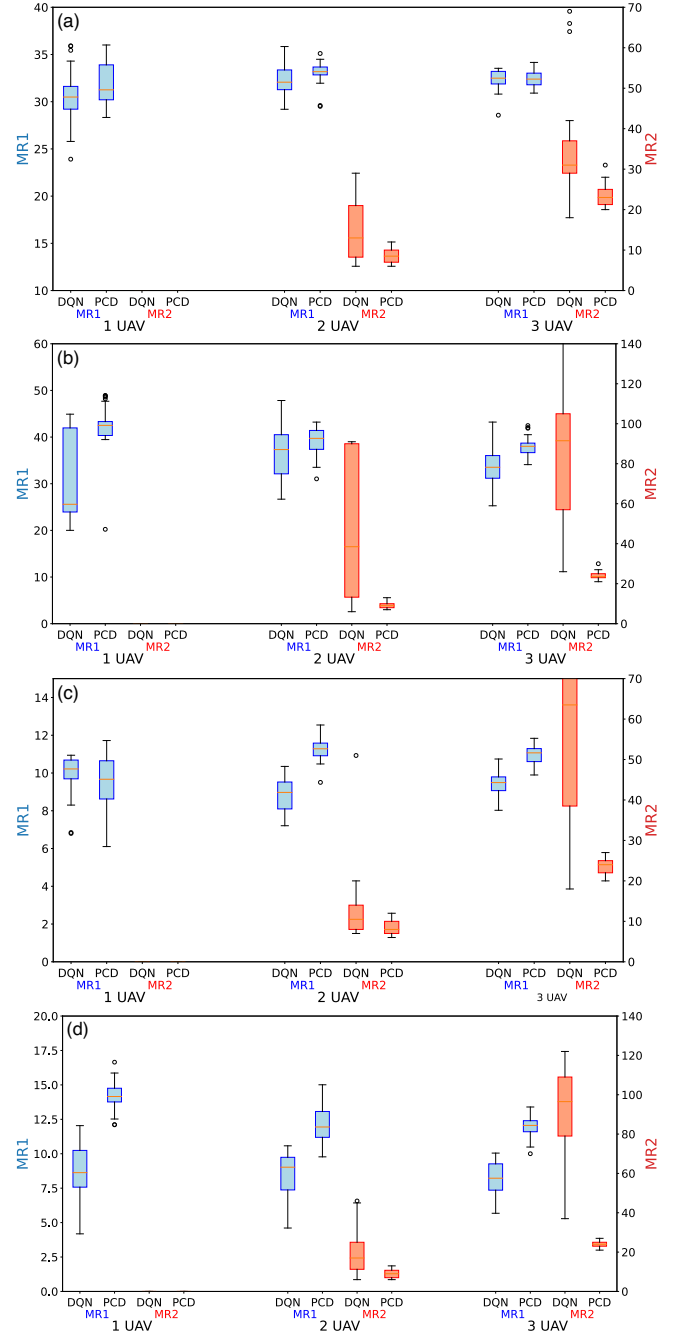 (a)
40
35
30
25
20
15
10
MR1
70
60
50
40
30
20
10
0
MR2
DQN PCD DQN PCD DQN PCD DQN PCD DQN PCD DQN PCD
MR1 MR2 MR1 MR2 MR1 MR2
1 UAV 2 UAV 3 UAV
(b)
60
50
40
30
20
10
0
MR1
140
120
100
80
60
40
20
0
MR2
DQN PCD DQN PCD DQN PCD DQN PCD DQN PCD DQN PCD
MR1 MR2 MR1 MR2 MR1 MR2
1 UAV 2 UAV 3 UAV
(c)
14
12
10
8
6
4
2
0
MR1
70
60
50
40
30
20
10
0
MR2
DQN PCD DQN PCD DQN PCD DQN PCD DQN PCD DQN PCD
MR1 MR2 MR1 MR2 MR1 MR2
1 UAV 2 UAV 3 UAV
(d)
20.0
17.5
15.0
12.5
10.0
7.5
5.0
2.5
0.0
MR1
140
120
100
80
60
40
20
0
MR2
DQN PCD DQN PCD DQN PCD DQN PCD DQN PCD DQN PCD
MR1 MR2 MR1 MR2 MR1 MR2
1 UAV 2 UAV 3 UAV